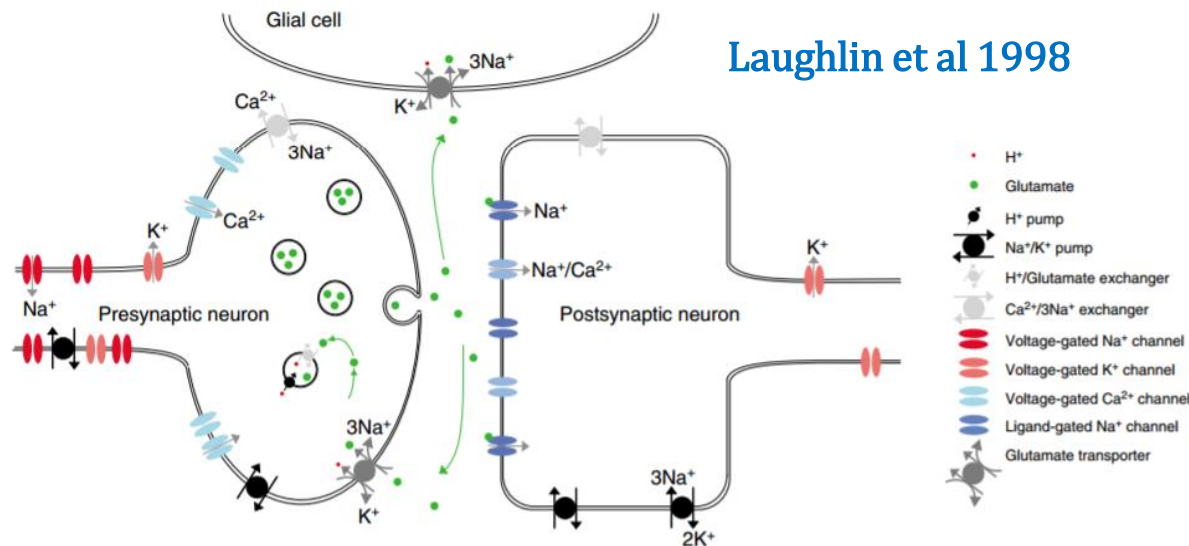 Glial cell
Laughlin et al 1998
3Na⁺
K⁺
Ca²⁺
3Na⁺
Ca²⁺
K⁺
Na⁺
Presynaptic neuron
3Na⁺
K⁺
Na⁺
Na⁺/Ca²⁺
Postsynaptic neuron
K⁺
3Na⁺
2K⁺
H⁺
Glutamate
H⁺ pump
Na⁺/K⁺ pump
H⁺/Glutamate exchanger
Ca²⁺/3Na⁺ exchanger
Voltage-gated Na⁺ channel
Voltage-gated K⁺ channel
Voltage-gated Ca²⁺ channel
Ligand-gated Na⁺ channel
Glutamate transporter